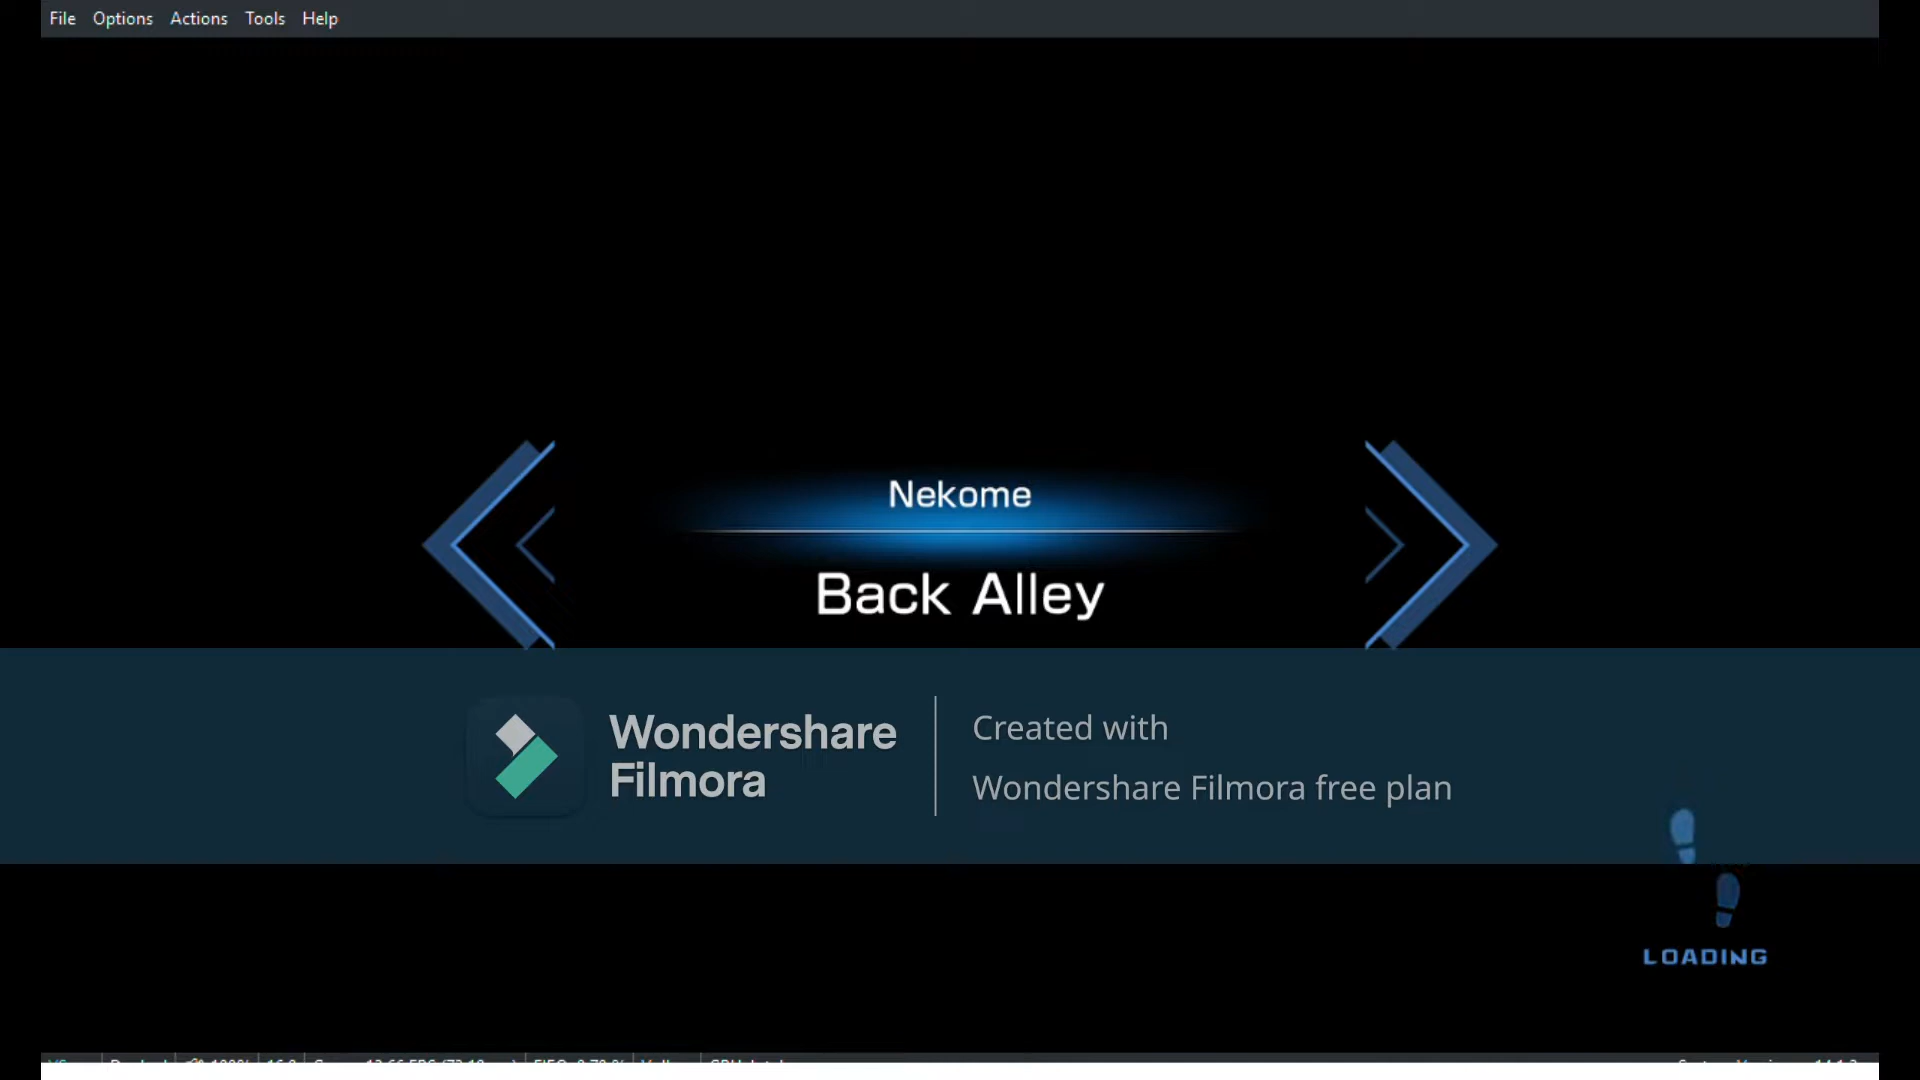 File Options Actions Tools Help
Nekome
Back Alley
Wondershare
Filmora
Created with
Wondershare Filmora free plan
LOADING